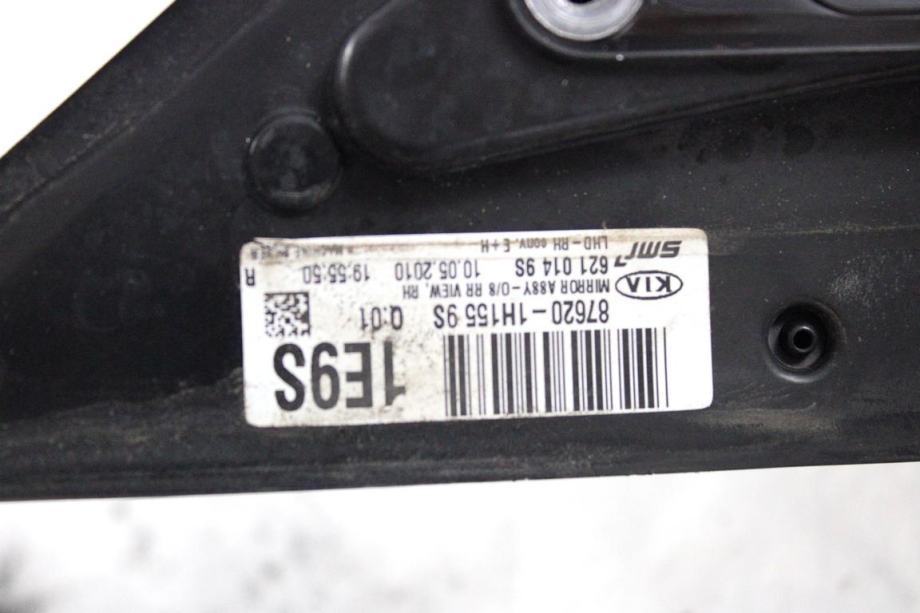 1E9S
87620-1H155 9S Q:01
MIRROR ASSY-O/S RR VIEW, RH
KIA 621 014 9S 10.05.2010 19:55:50 R
smr LHD-RH conv. E+H